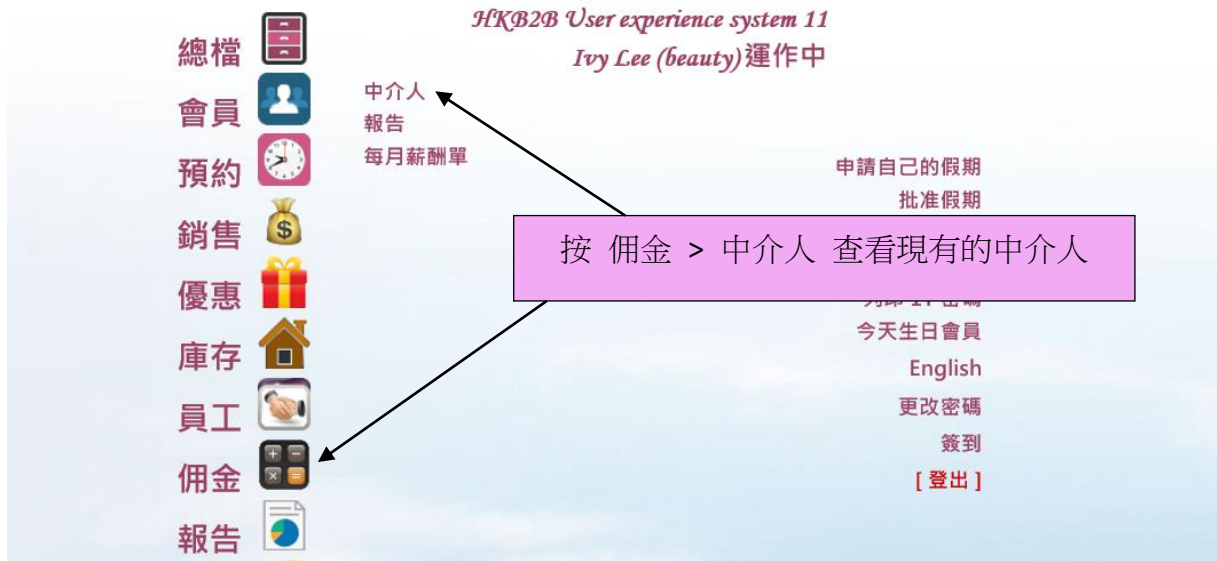 HKB2B User experience system 11
Ivy Lee (beauty)運作中
總檔
會員
預約
銷售
優惠
庫存
員工
佣金
報告
中介人
報告
每月薪酬單
申請自己的假期
批准假期
按 佣金 > 中介人 查看現有的中介人
今天生日會員
English
更改密碼
簽到
[ 登出 ]